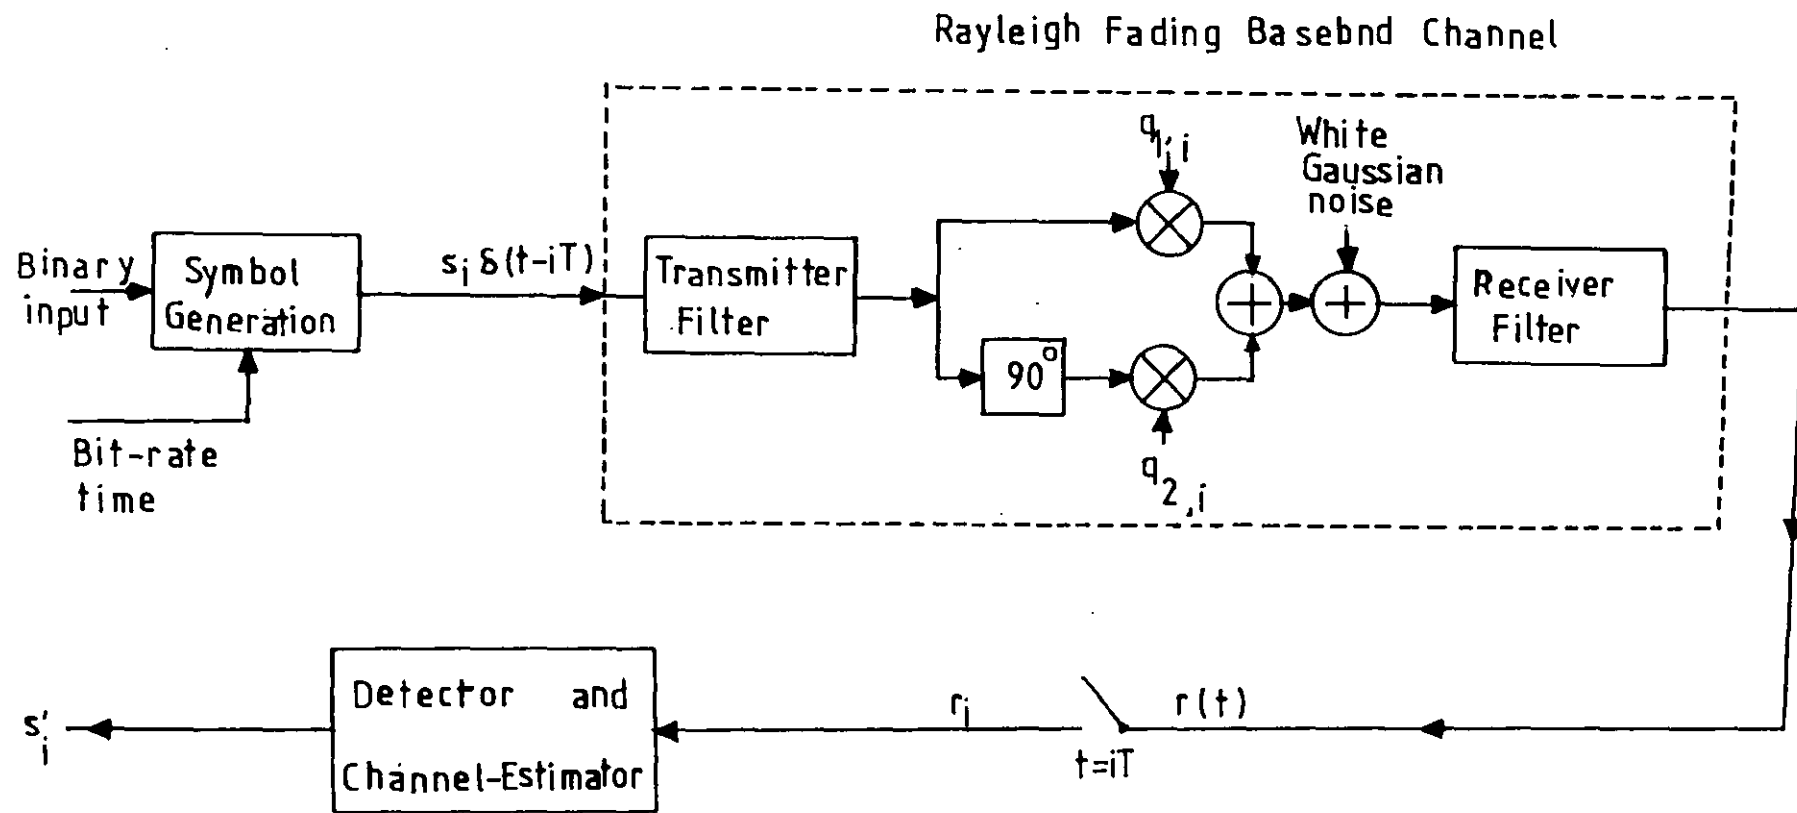 Rayleigh Fading Basebnd Channel
q1,i
White
Gaussian
noise
Binary
input
Symbol
Generation
si δ(t-iT)
Transmitter
Filter
Receiver
Filter
90°
Bit-rate
time
q2,i
Detector and
Channel-Estimator
s'i
ri
r(t)
t=iT